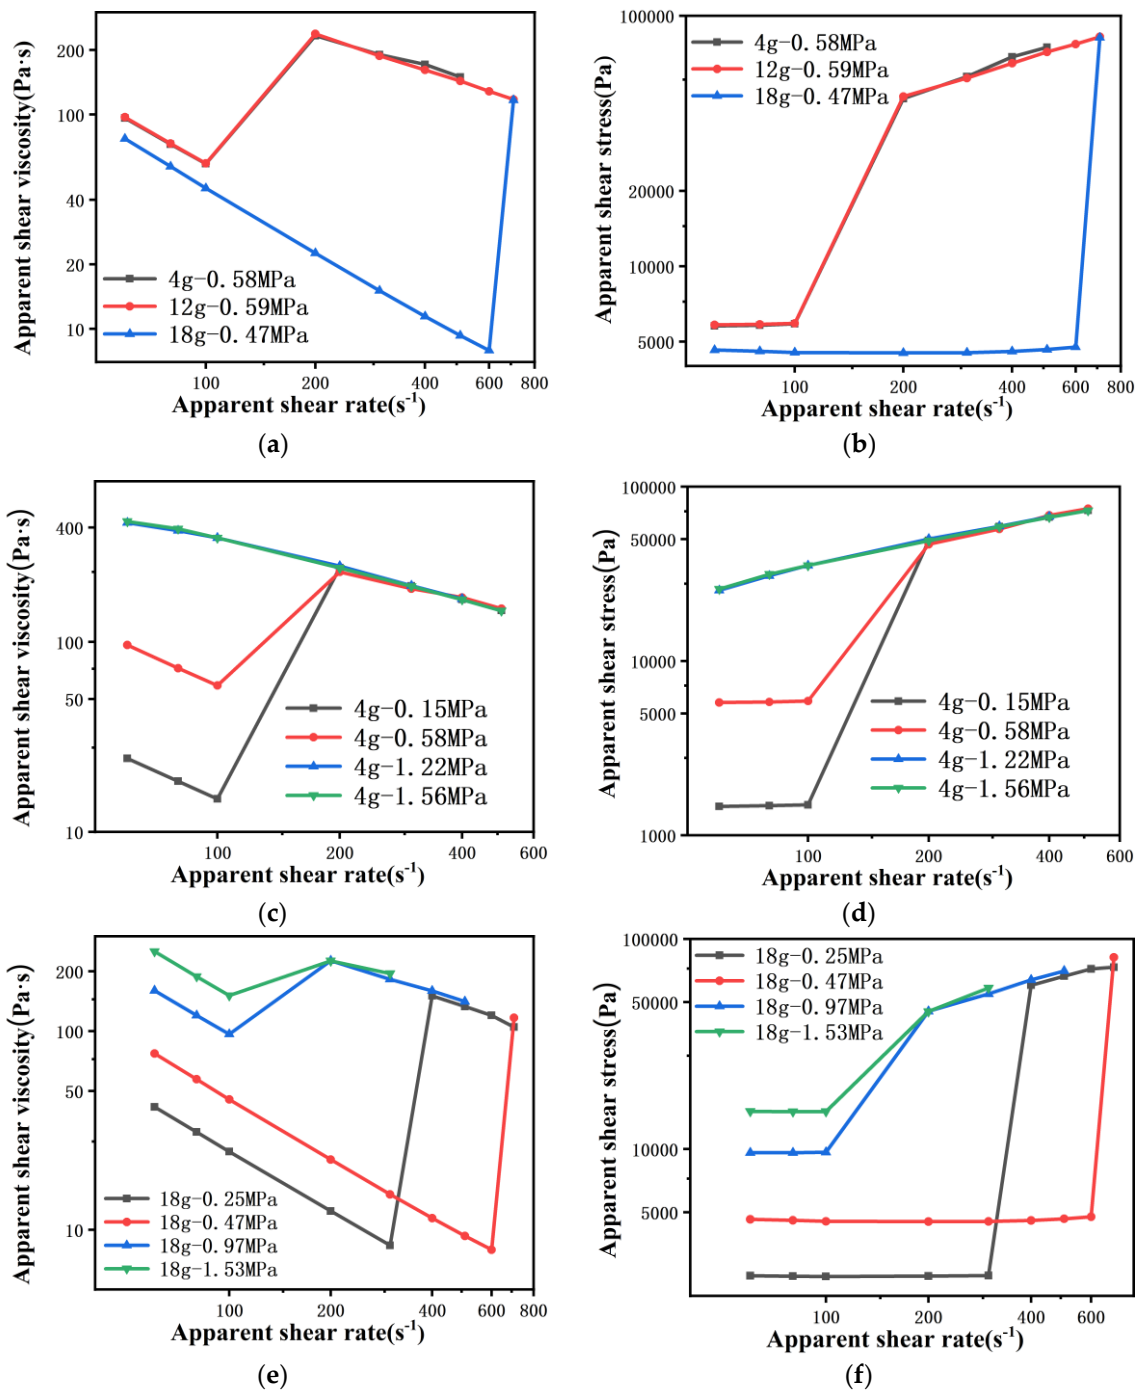 Apparent shear viscosity(Pa·s)
200
100
40
20
10
4g-0.58MPa
12g-0.59MPa
18g-0.47MPa
100 200 400 600 800
Apparent shear rate(s⁻¹)
(a)
Apparent shear stress(Pa)
100000
20000
10000
5000
4g-0.58MPa
12g-0.59MPa
18g-0.47MPa
100 200 400 600 800
Apparent shear rate(s⁻¹)
(b)
Apparent shear viscosity(Pa·s)
400
100
50
10
4g-0.15MPa
4g-0.58MPa
4g-1.22MPa
4g-1.56MPa
100 200 400 600
Apparent shear rate(s⁻¹)
(c)
Apparent shear stress(Pa)
100000
50000
10000
5000
1000
4g-0.15MPa
4g-0.58MPa
4g-1.22MPa
4g-1.56MPa
100 200 400 600
Apparent shear rate(s⁻¹)
(d)
Apparent shear viscosity(Pa·s)
200
100
50
10
18g-0.25MPa
18g-0.47MPa
18g-0.97MPa
18g-1.53MPa
100 200 400 600 800
Apparent shear rate(s⁻¹)
(e)
Apparent shear stress(Pa)
100000
50000
10000
5000
18g-0.25MPa
18g-0.47MPa
18g-0.97MPa
18g-1.53MPa
100 200 400 600
Apparent shear rate(s⁻¹)
(f)